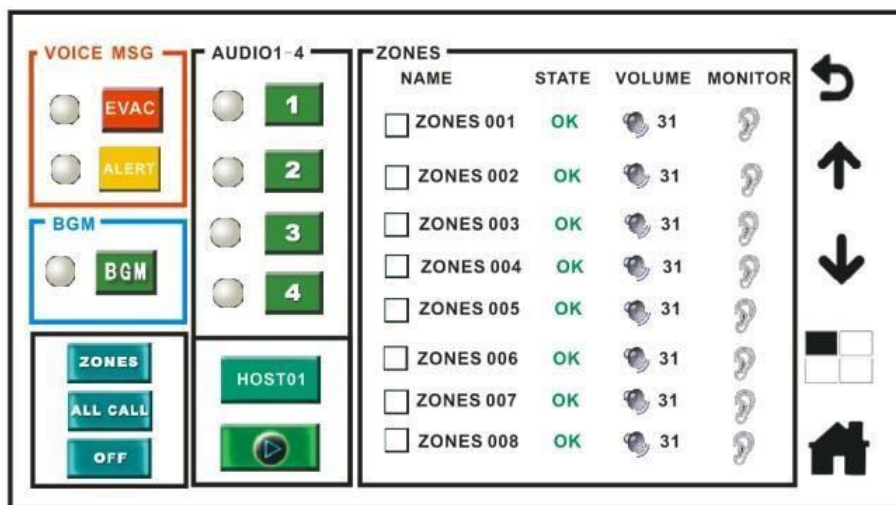 VOICE MSG
EVAC
ALERT
BGM
BGM
ZONES
ALL CALL
OFF
AUDIO1-4
1
2
3
4
HOST01
ZONES
NAME STATE VOLUME MONITOR
ZONES 001 OK 31
ZONES 002 OK 31
ZONES 003 OK 31
ZONES 004 OK 31
ZONES 005 OK 31
ZONES 006 OK 31
ZONES 007 OK 31
ZONES 008 OK 31